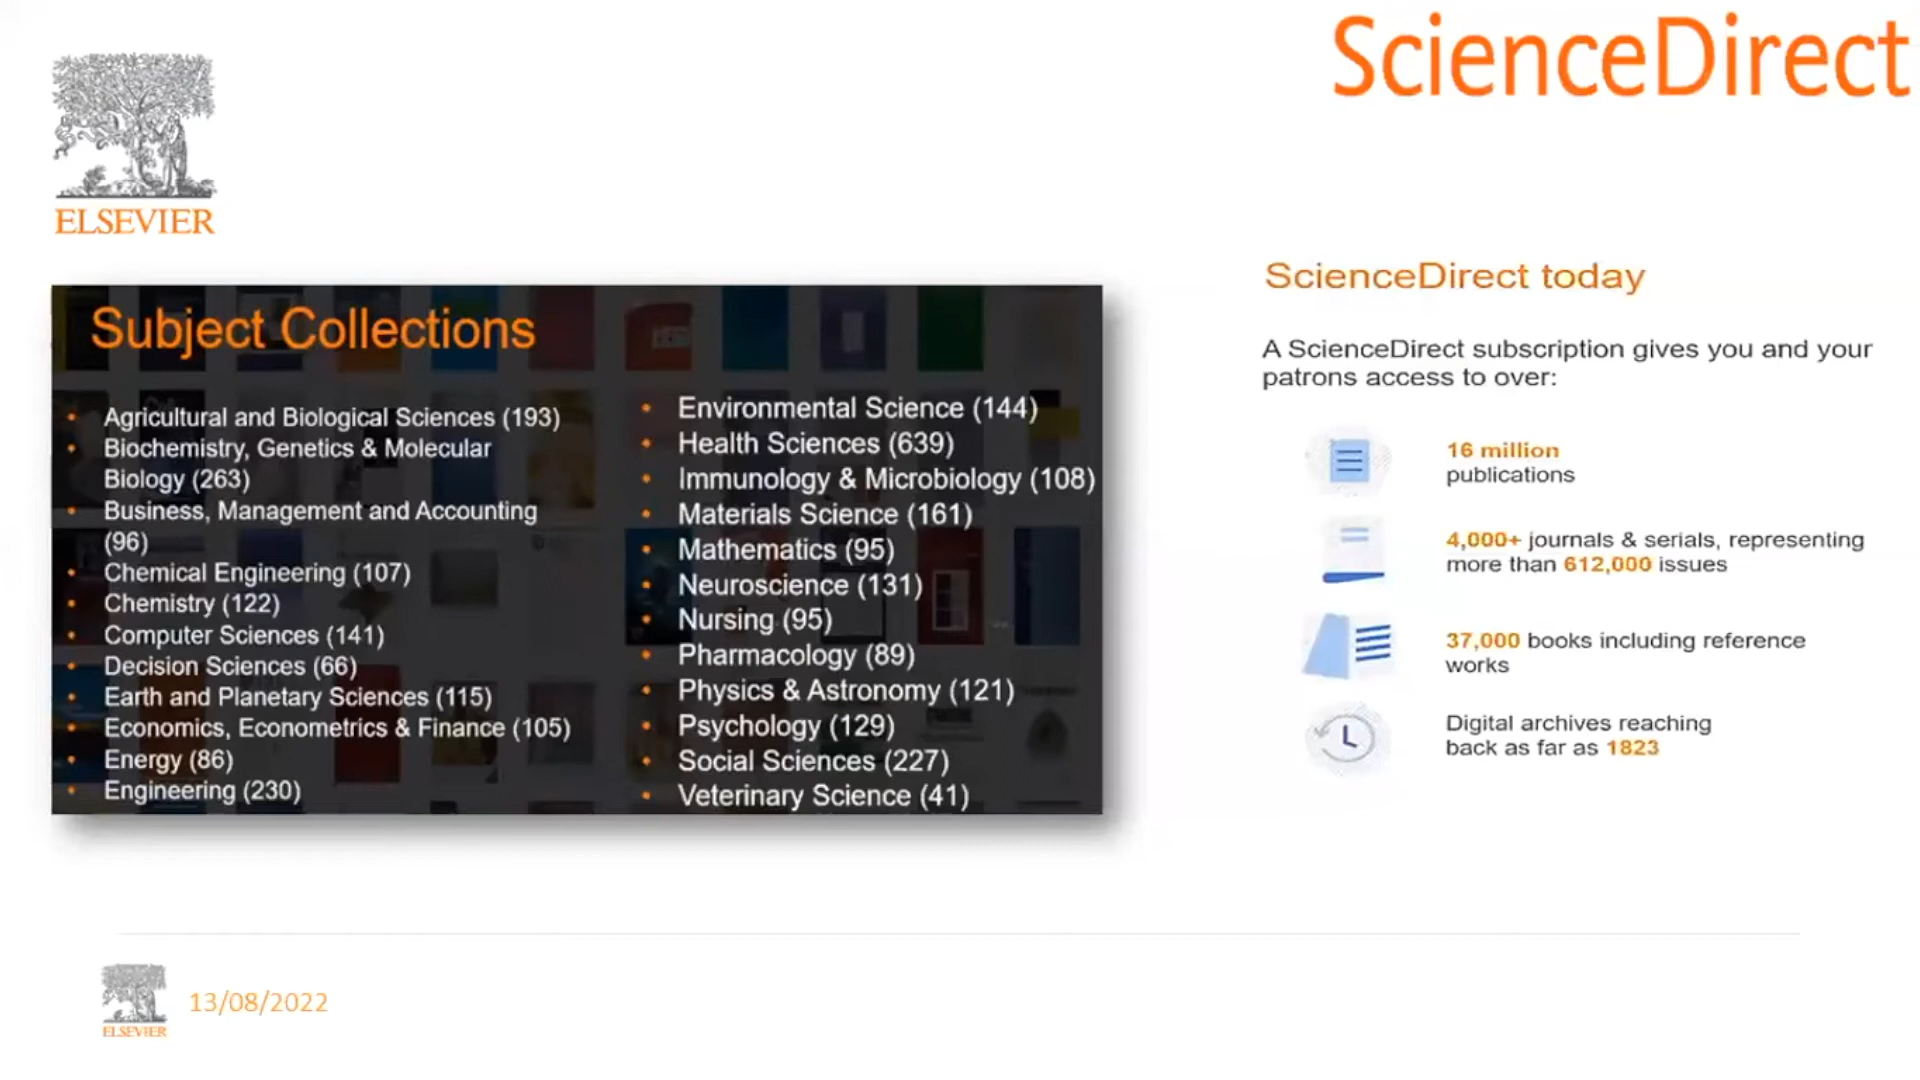 ScienceDirect
ELSEVIER
Subject Collections
• Agricultural and Biological Sciences (193)
• Biochemistry, Genetics & Molecular
Biology (263)
• Business, Management and Accounting
(96)
• Chemical Engineering (107)
• Chemistry (122)
• Computer Sciences (141)
• Decision Sciences (66)
• Earth and Planetary Sciences (115)
• Economics, Econometrics & Finance (105)
• Energy (86)
• Engineering (230)
• Environmental Science (144)
• Health Sciences (639)
• Immunology & Microbiology (108)
• Materials Science (161)
• Mathematics (95)
• Neuroscience (131)
• Nursing (95)
• Pharmacology (89)
• Physics & Astronomy (121)
• Psychology (129)
• Social Sciences (227)
• Veterinary Science (41)
ScienceDirect today
A ScienceDirect subscription gives you and your
patrons access to over:
16 million
publications
4,000+ journals & serials, representing
more than 612,000 issues
37,000 books including reference
works
Digital archives reaching
back as far as 1823
ELSEVIER
13/08/2022